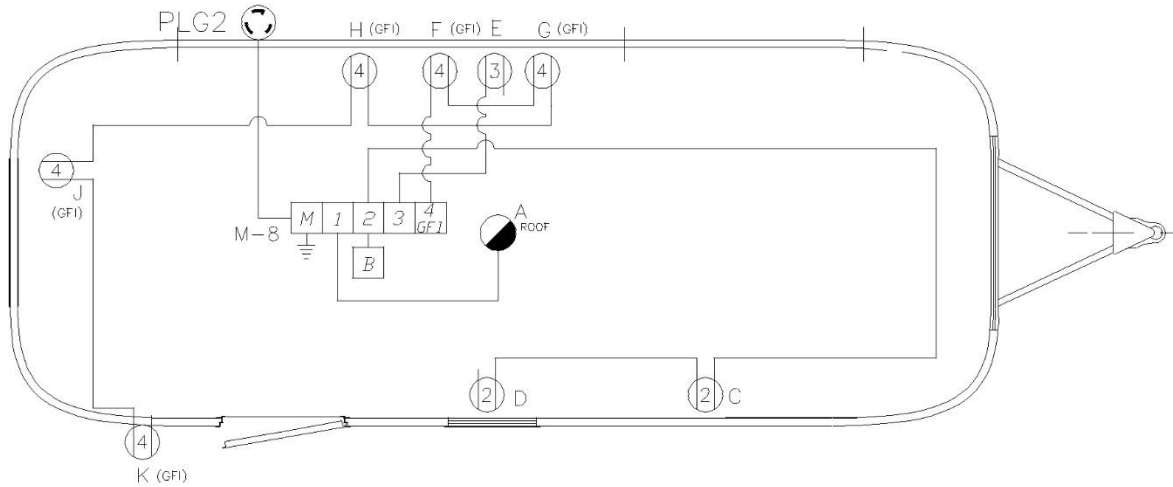 PLG2
H (GFI) F (GFI) E G (GFI)
4 4 3 4
4
J
(GFI)
M 1 2 3 4
GFI
M-8
B
A
ROOF
2 D
2 C
4
K (GFI)